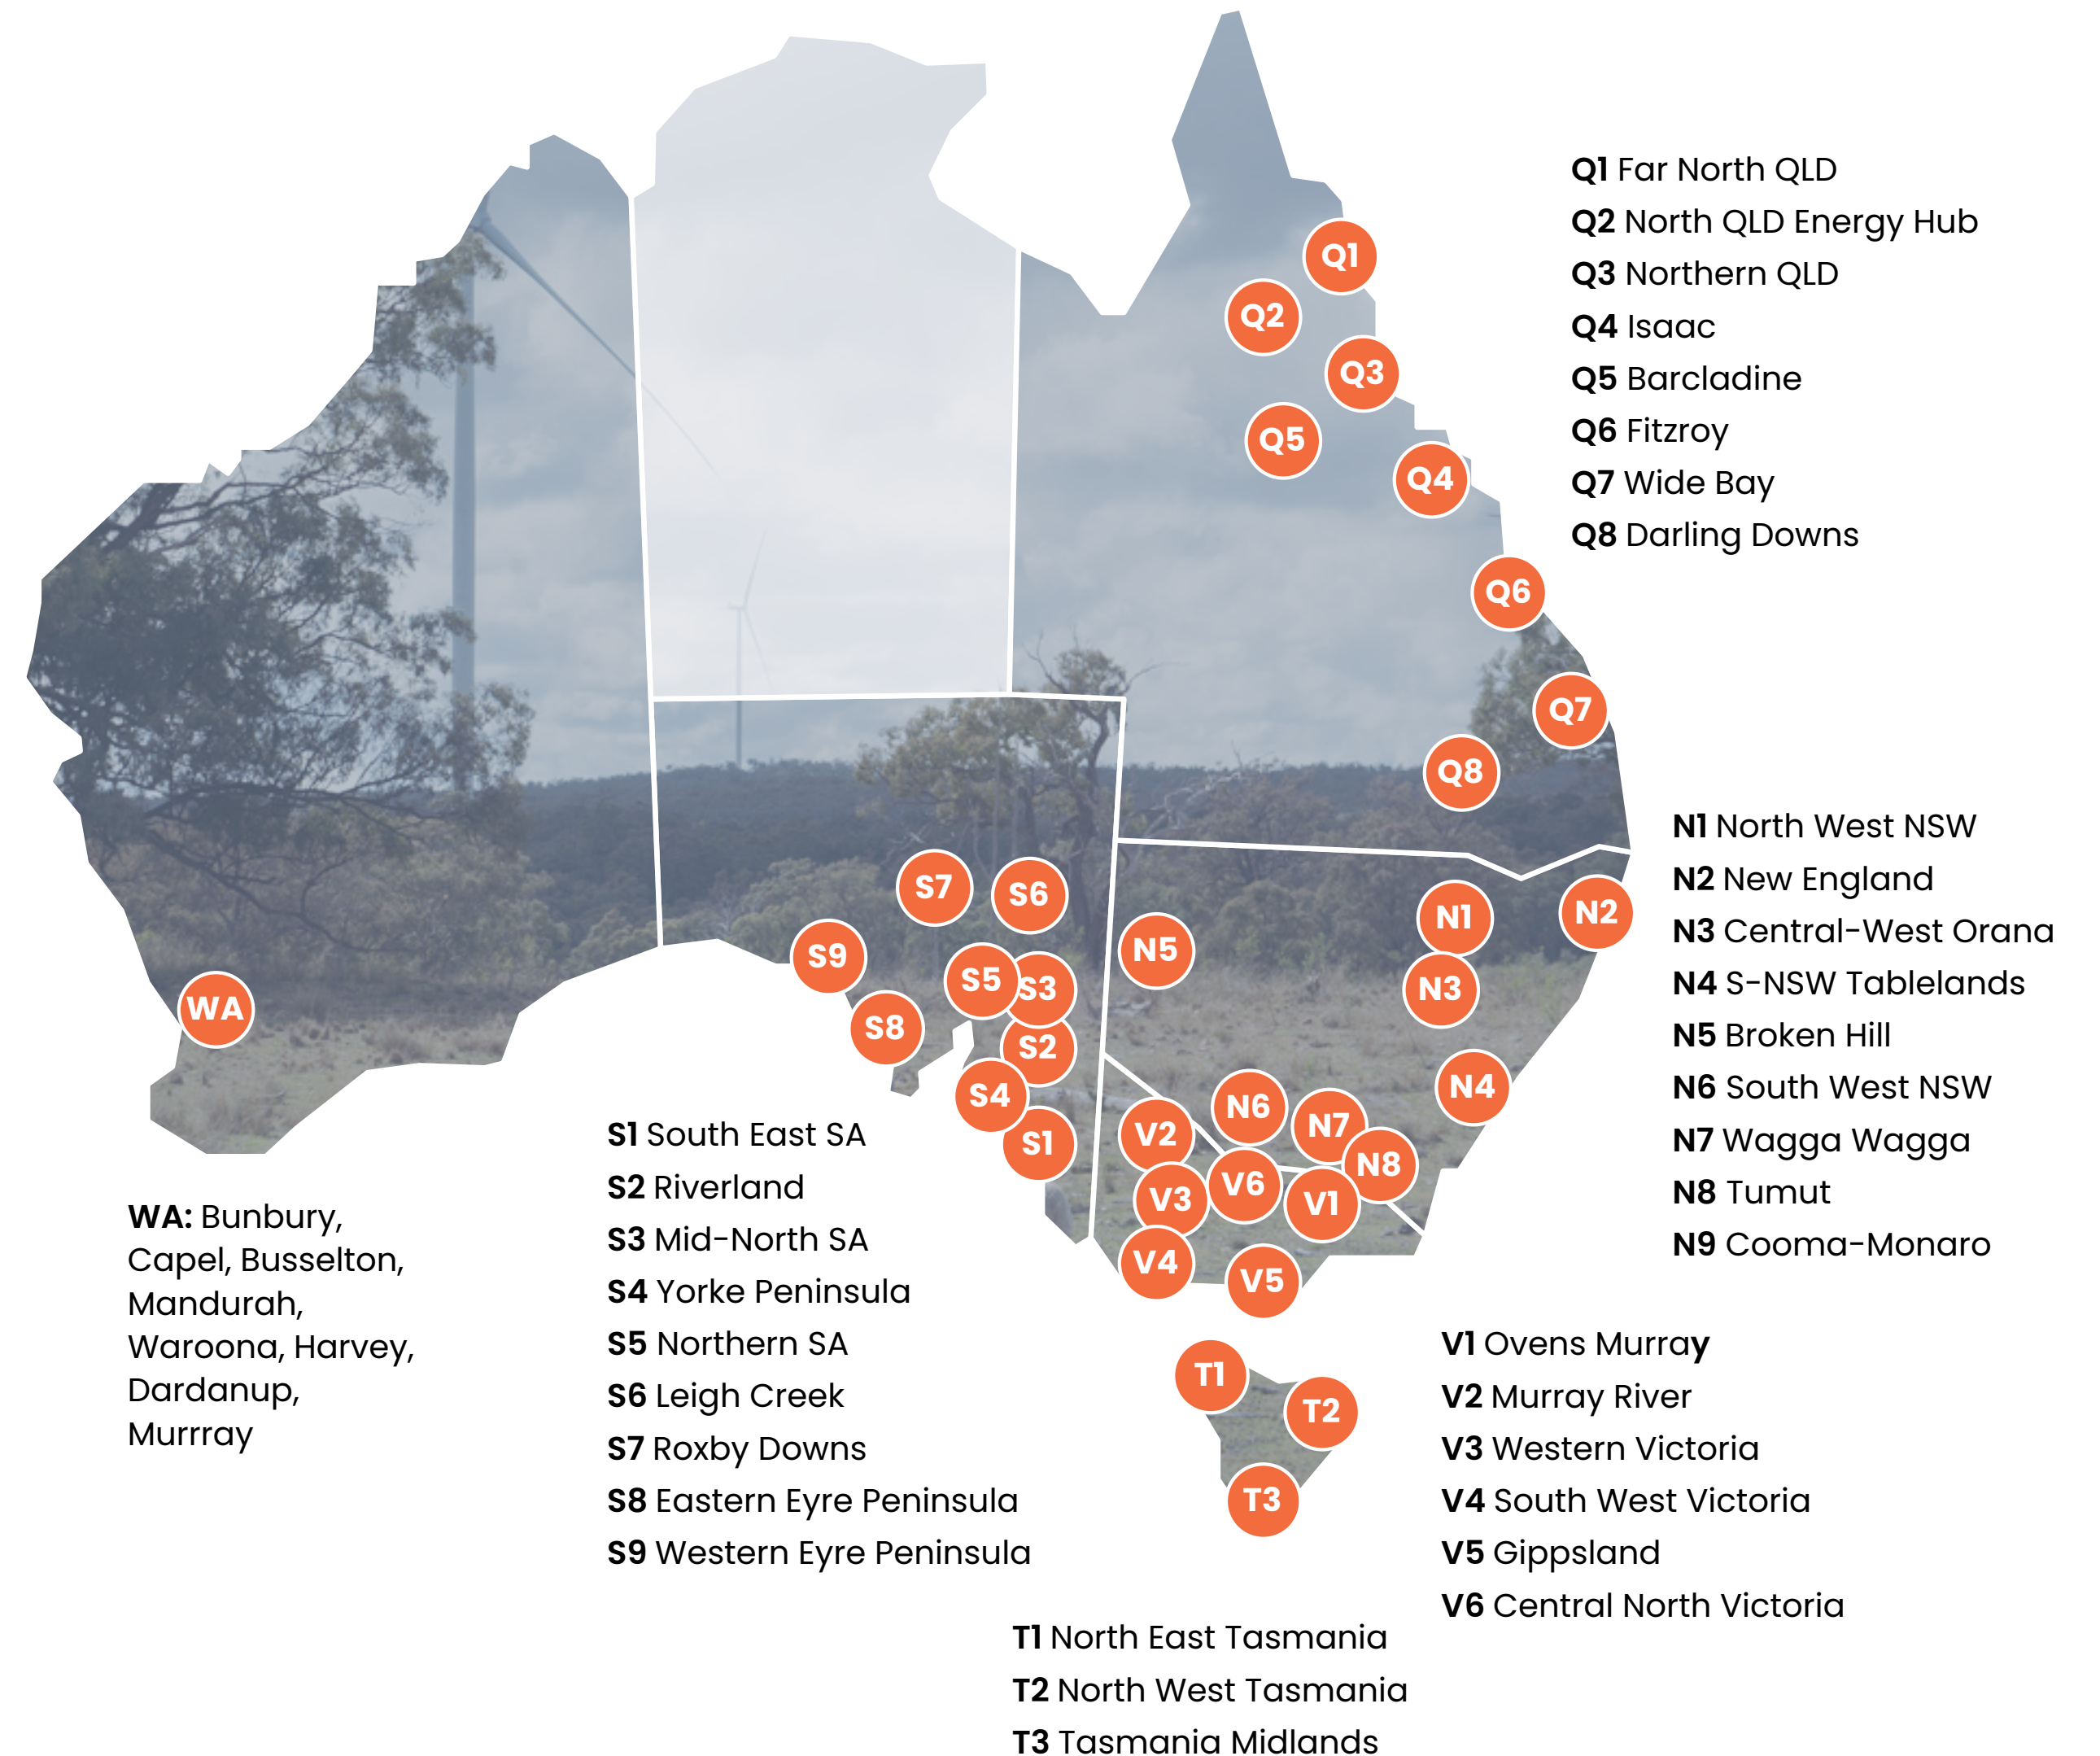 Q1 Far North QLD
Q2 North QLD Energy Hub
Q3 Northern QLD
Q4 Isaac
Q5 Barcladine
Q6 Fitzroy
Q7 Wide Bay
Q8 Darling Downs
Q1
Q2
Q3
Q5
Q4
Q6
Q7
Q8
N1 North West NSW
N2 New England
N3 Central-West Orana
N4 S-NSW Tablelands
N5 Broken Hill
N6 South West NSW
N7 Wagga Wagga
N8 Tumut
N9 Cooma-Monaro
S7
S6
N1
N2
S9
N5
S5
S3
N3
WA
S8
S2
S4
N4
N6
N7
V2
S1
N8
V6
V3
V1
V4
V5
WA: Bunbury,
Capel, Busselton,
Mandurah,
Waroona, Harvey,
Dardanup,
Murrray
S1 South East SA
S2 Riverland
S3 Mid-North SA
S4 Yorke Peninsula
S5 Northern SA
S6 Leigh Creek
S7 Roxby Downs
S8 Eastern Eyre Peninsula
S9 Western Eyre Peninsula
T1
T2
T3
V1 Ovens Murray
V2 Murray River
V3 Western Victoria
V4 South West Victoria
V5 Gippsland
V6 Central North Victoria
T1 North East Tasmania
T2 North West Tasmania
T3 Tasmania Midlands